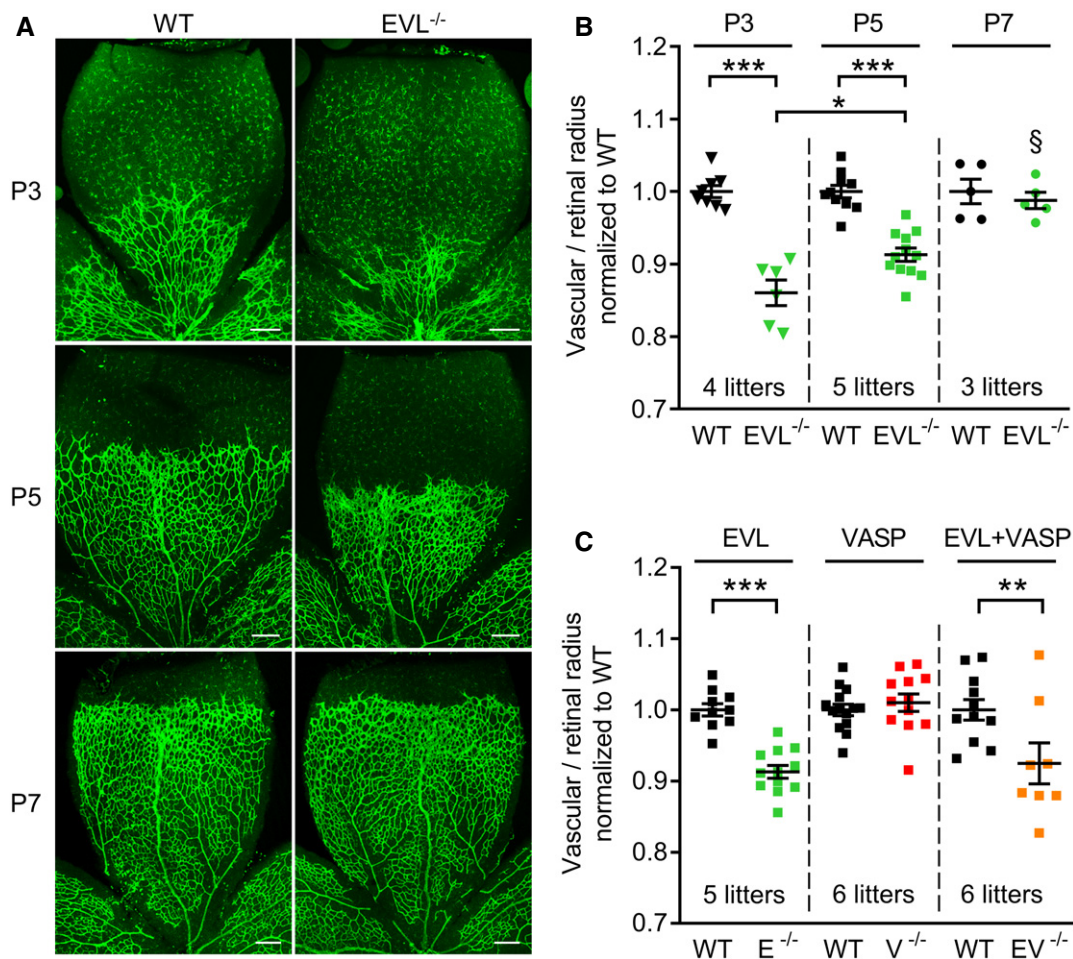 A
WT EVL-/-
P3
P5
P7
B
P3 P5 P7
*** *** 
* §
Vascular / retinal radius
normalized to WT
1.2
1.1
1.0
0.9
0.8
0.7
4 litters 5 litters 3 litters
WT EVL-/- WT EVL-/- WT EVL-/-
C
EVL VASP EVL+VASP
*** **
Vascular / retinal radius
normalized to WT
1.2
1.1
1.0
0.9
0.8
0.7
5 litters 6 litters 6 litters
WT E-/- WT V-/- WT EV-/-